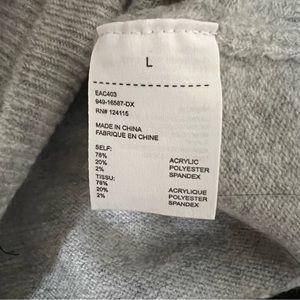 L
EAC403
949-16587-DX
RN# 124115
MADE IN CHINA
FABRIQUE EN CHINE
SELF:
78% ACRYLIC
20% POLYESTER
2% SPANDEX
TISSU:
78% ACRYLIQUE
20% POLYESTER
2% SPANDEX